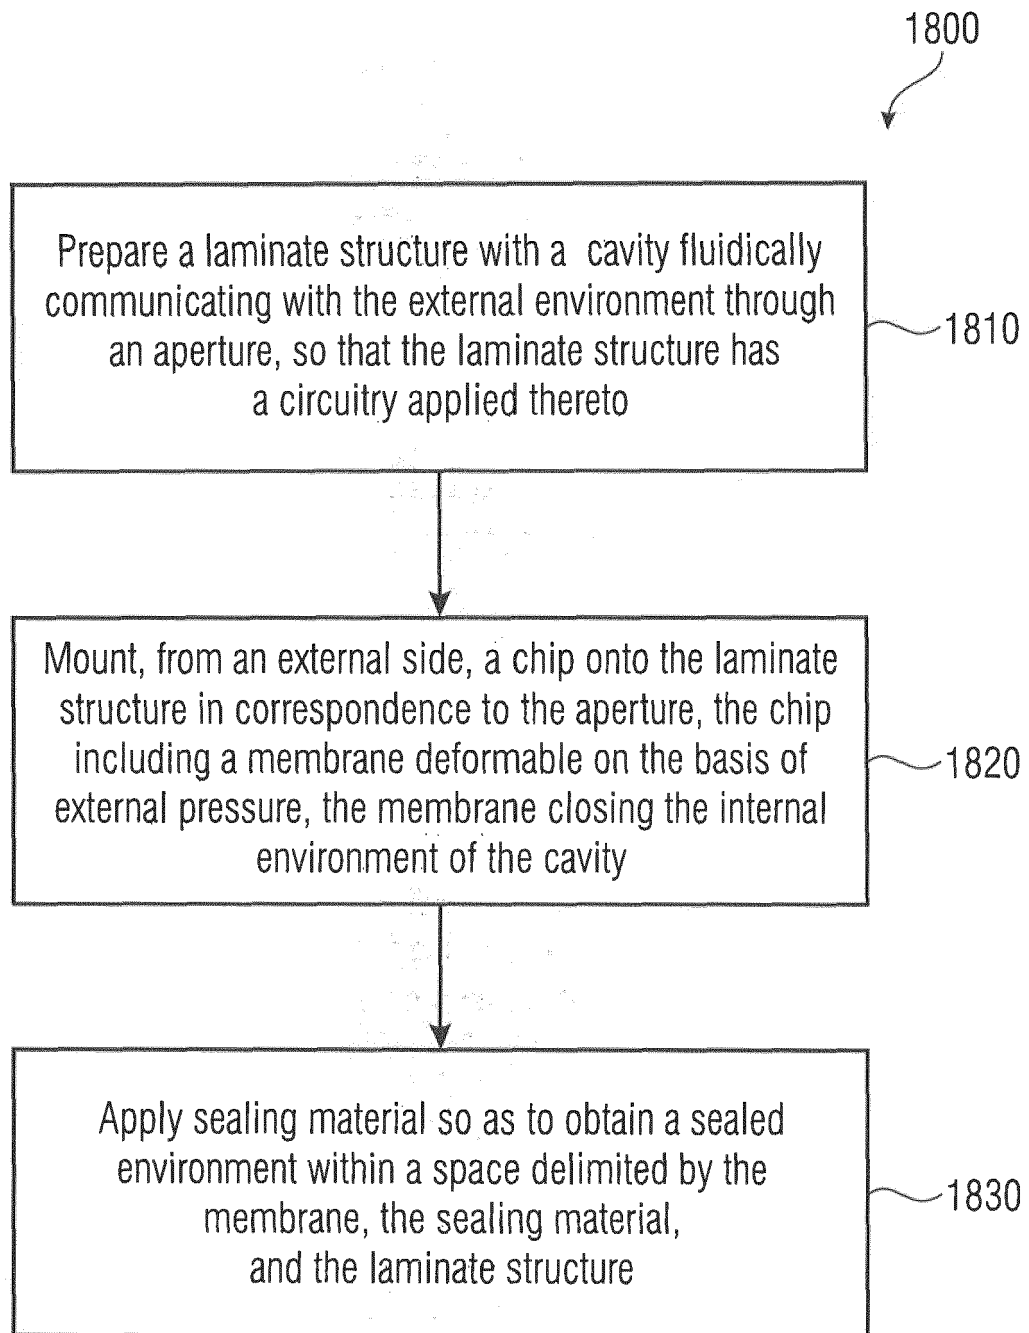 1800
Prepare a laminate structure with a cavity fluidically
communicating with the external environment through
an aperture, so that the laminate structure has
a circuitry applied thereto
1810
Mount, from an external side, a chip onto the laminate
structure in correspondence to the aperture, the chip
including a membrane deformable on the basis of
external pressure, the membrane closing the internal
environment of the cavity
1820
Apply sealing material so as to obtain a sealed
environment within a space delimited by the
membrane, the sealing material,
and the laminate structure
1830